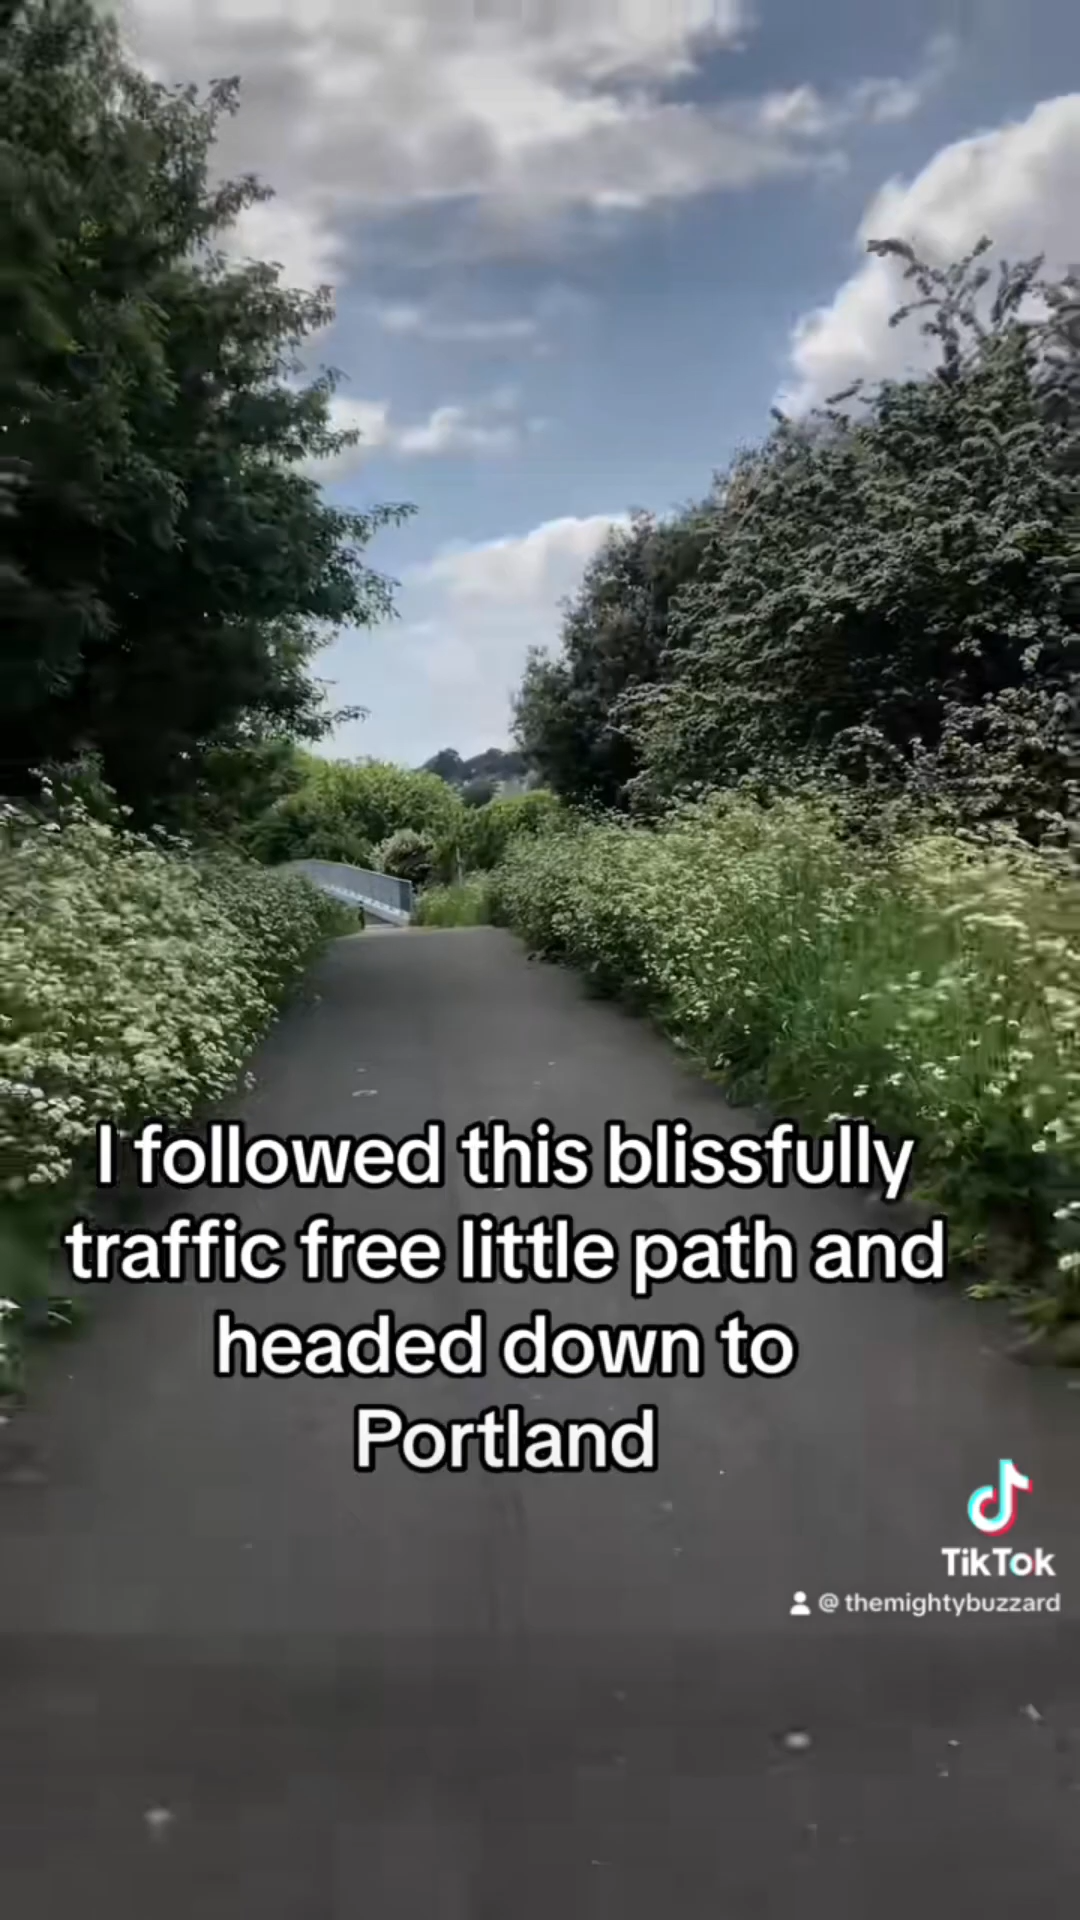 I followed this blissfully
traffic free little path and
headed down to
Portland
TikTok
@ themightybuzzard